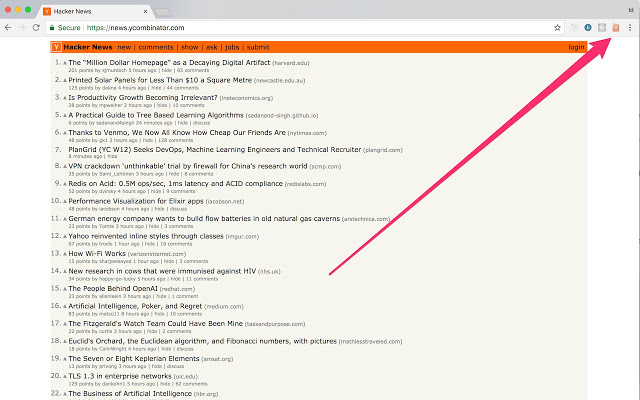 Hacker News
Secure https://news.ycombinator.com
Y Hacker News new | comments | show | ask | jobs | submit login
1. The “Million Dollar Homepage” as a Decaying Digital Artifact (harvard.edu)
201 points by ejmurdoch 5 hours ago | hide | 65 comments
2. Printed Solar Panels for Less Than $10 a Square Metre (newcastle.edu.au)
125 points by dakna 4 hours ago | hide | 44 comments
3. Is Productivity Growth Becoming Irrelevant? (ineteconomics.org)
28 points by mpweiher 2 hours ago | hide | 10 comments
5. A Practical Guide to Tree Based Learning Algorithms (sadanand-singh.github.io)
6 points by sadanand4singh 24 minutes ago | hide | discuss
6. Thanks to Venmo, We Now All Know How Cheap Our Friends Are (nytimes.com)
48 points by gk1 2 hours ago | hide | 128 comments
7. PlanGrid (YC W12) Seeks DevOps, Machine Learning Engineers and Technical Recruiter (plangrid.com)
8 minutes ago | hide
8. VPN crackdown ‘unthinkable’ trial by firewall for China’s research world (scmp.com)
35 points by Sami_Lehtinen 3 hours ago | hide | 8 comments
9. Redis on Acid: 0.5M ops/sec, 1ms latency and ACID compliance (redislabs.com)
52 points by dvirsky 4 hours ago | hide | 9 comments
10. Performance Visualization for Elixir apps (iacobson.net)
48 points by iacobson 4 hours ago | hide | discuss
11. German energy company wants to build flow batteries in old natural gas caverns (arstechnica.com)
23 points by Tomte 3 hours ago | hide | 3 comments
12. Yahoo reinvented inline styles through classes (imgur.com)
67 points by troels 1 hour ago | hide | 16 comments
13. How Wi-Fi Works (verizoninternet.com)
15 points by sharjeelsayed 1 hour ago | hide | 3 comments
14. New research in cows that were immunised against HIV (nhs.uk)
34 points by happy-go-lucky 5 hours ago | hide | 11 comments
15. The People Behind OpenAI (redhat.com)
23 points by allenleein 3 hours ago | hide | 1 comment
16. Artificial Intelligence, Poker, and Regret (medium.com)
83 points by matco11 8 hours ago | hide | 10 comments
17. The Fitzgerald's Watch Team Could Have Been Mine (taskandpurpose.com)
22 points by curtis 3 hours ago | hide | 2 comments
18. Euclid's Orchard, the Euclidean algorithm, and Fibonacci numbers, with pictures (mathlesstraveled.com)
18 points by ColinWright 4 hours ago | hide | discuss
19. The Seven or Eight Keplerian Elements (amsat.org)
13 points by privong 3 hours ago | hide | discuss
20. TLS 1.3 in enterprise networks (uic.edu)
129 points by dankohn1 5 hours ago | hide | 62 comments
22. The Business of Artificial Intelligence (hbr.org)